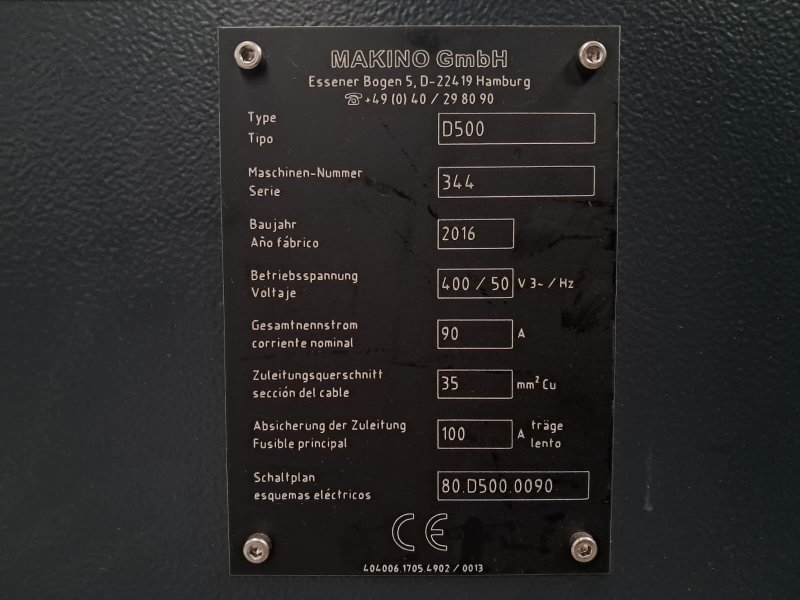 MAKINO GmbH
Essener Bogen 5, D-22419 Hamburg
☎ +49 (0) 40 / 29 80 90
Type
Tipo
D500
Maschinen-Nummer
Serie
344
Baujahr
Año fábrico
2016
Betriebsspannung
Voltaje
400 / 50 V 3~ / Hz
Gesamtnennstrom
corriente nominal
90 A
Zuleitungsquerschnitt
sección del cable
35 mm² Cu
Absicherung der Zuleitung
Fusible principal
100 A träge
lento
Schaltplan
esquemas eléctricos
80.D500.0090
CE
404006.1705.4902 / 0013